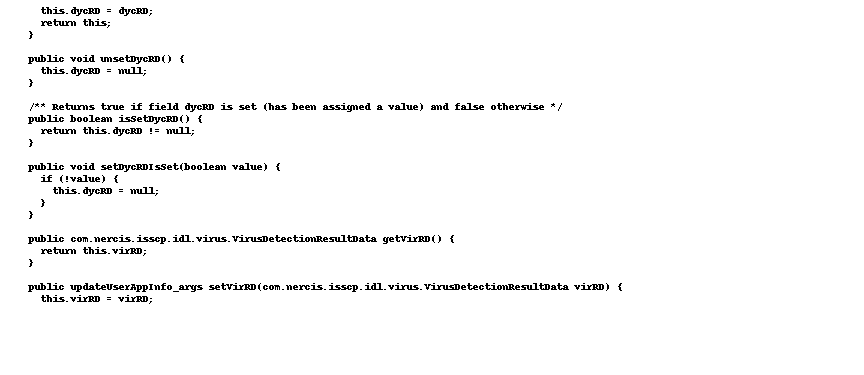 this.dycRD = dycRD;
return this;
}
public void unsetDycRD() {
this.dycRD = null;
}
/** Returns true if field dycRD is set (has been assigned a value) and false otherwise */
public boolean isSetDycRD() {
return this.dycRD != null;
}
public void setDycRDIsSet(boolean value) {
if (!value) {
this.dycRD = null;
}
}
public com.nercis.isscp.idl.virus.VirusDetectionResultData getVirRD() {
return this.virRD;
}
public updateUserAppInfo_args setVirRD(com.nercis.isscp.idl.virus.VirusDetectionResultData virRD) {
this.virRD = virRD;